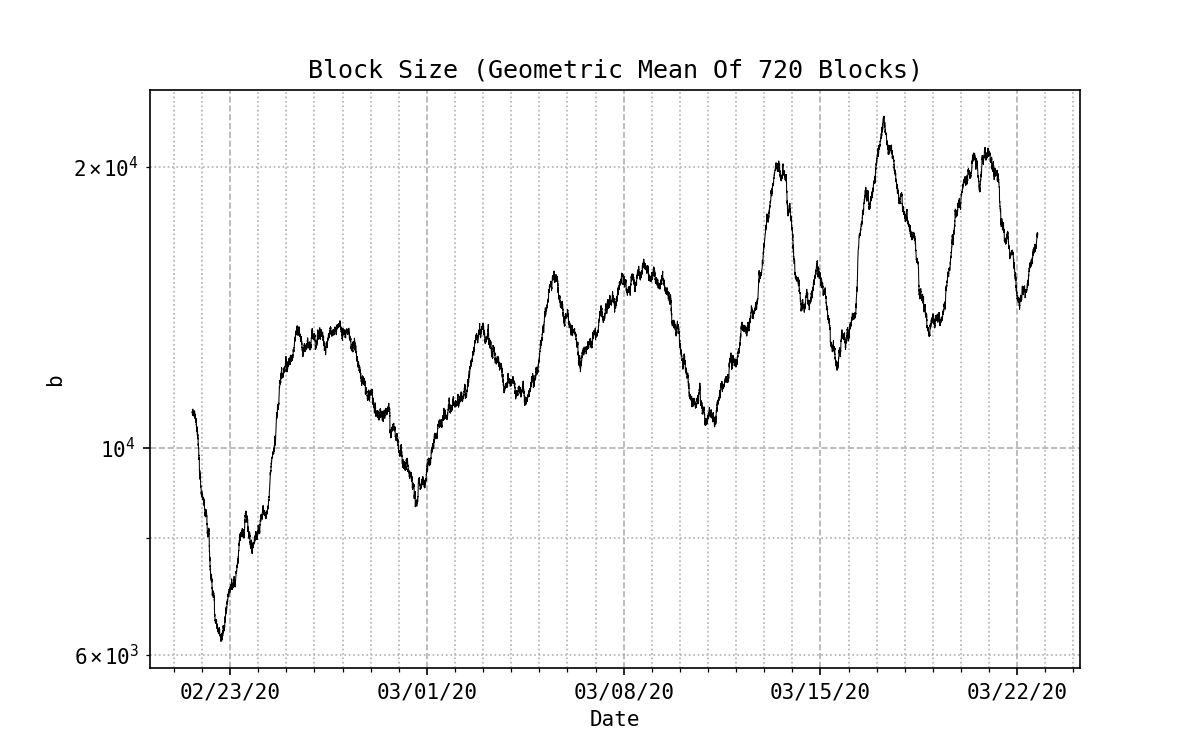 Block Size (Geometric Mean Of 720 Blocks)
2×10⁴
b
10⁴
6×10³
02/23/20 03/01/20 03/08/20 03/15/20 03/22/20
Date